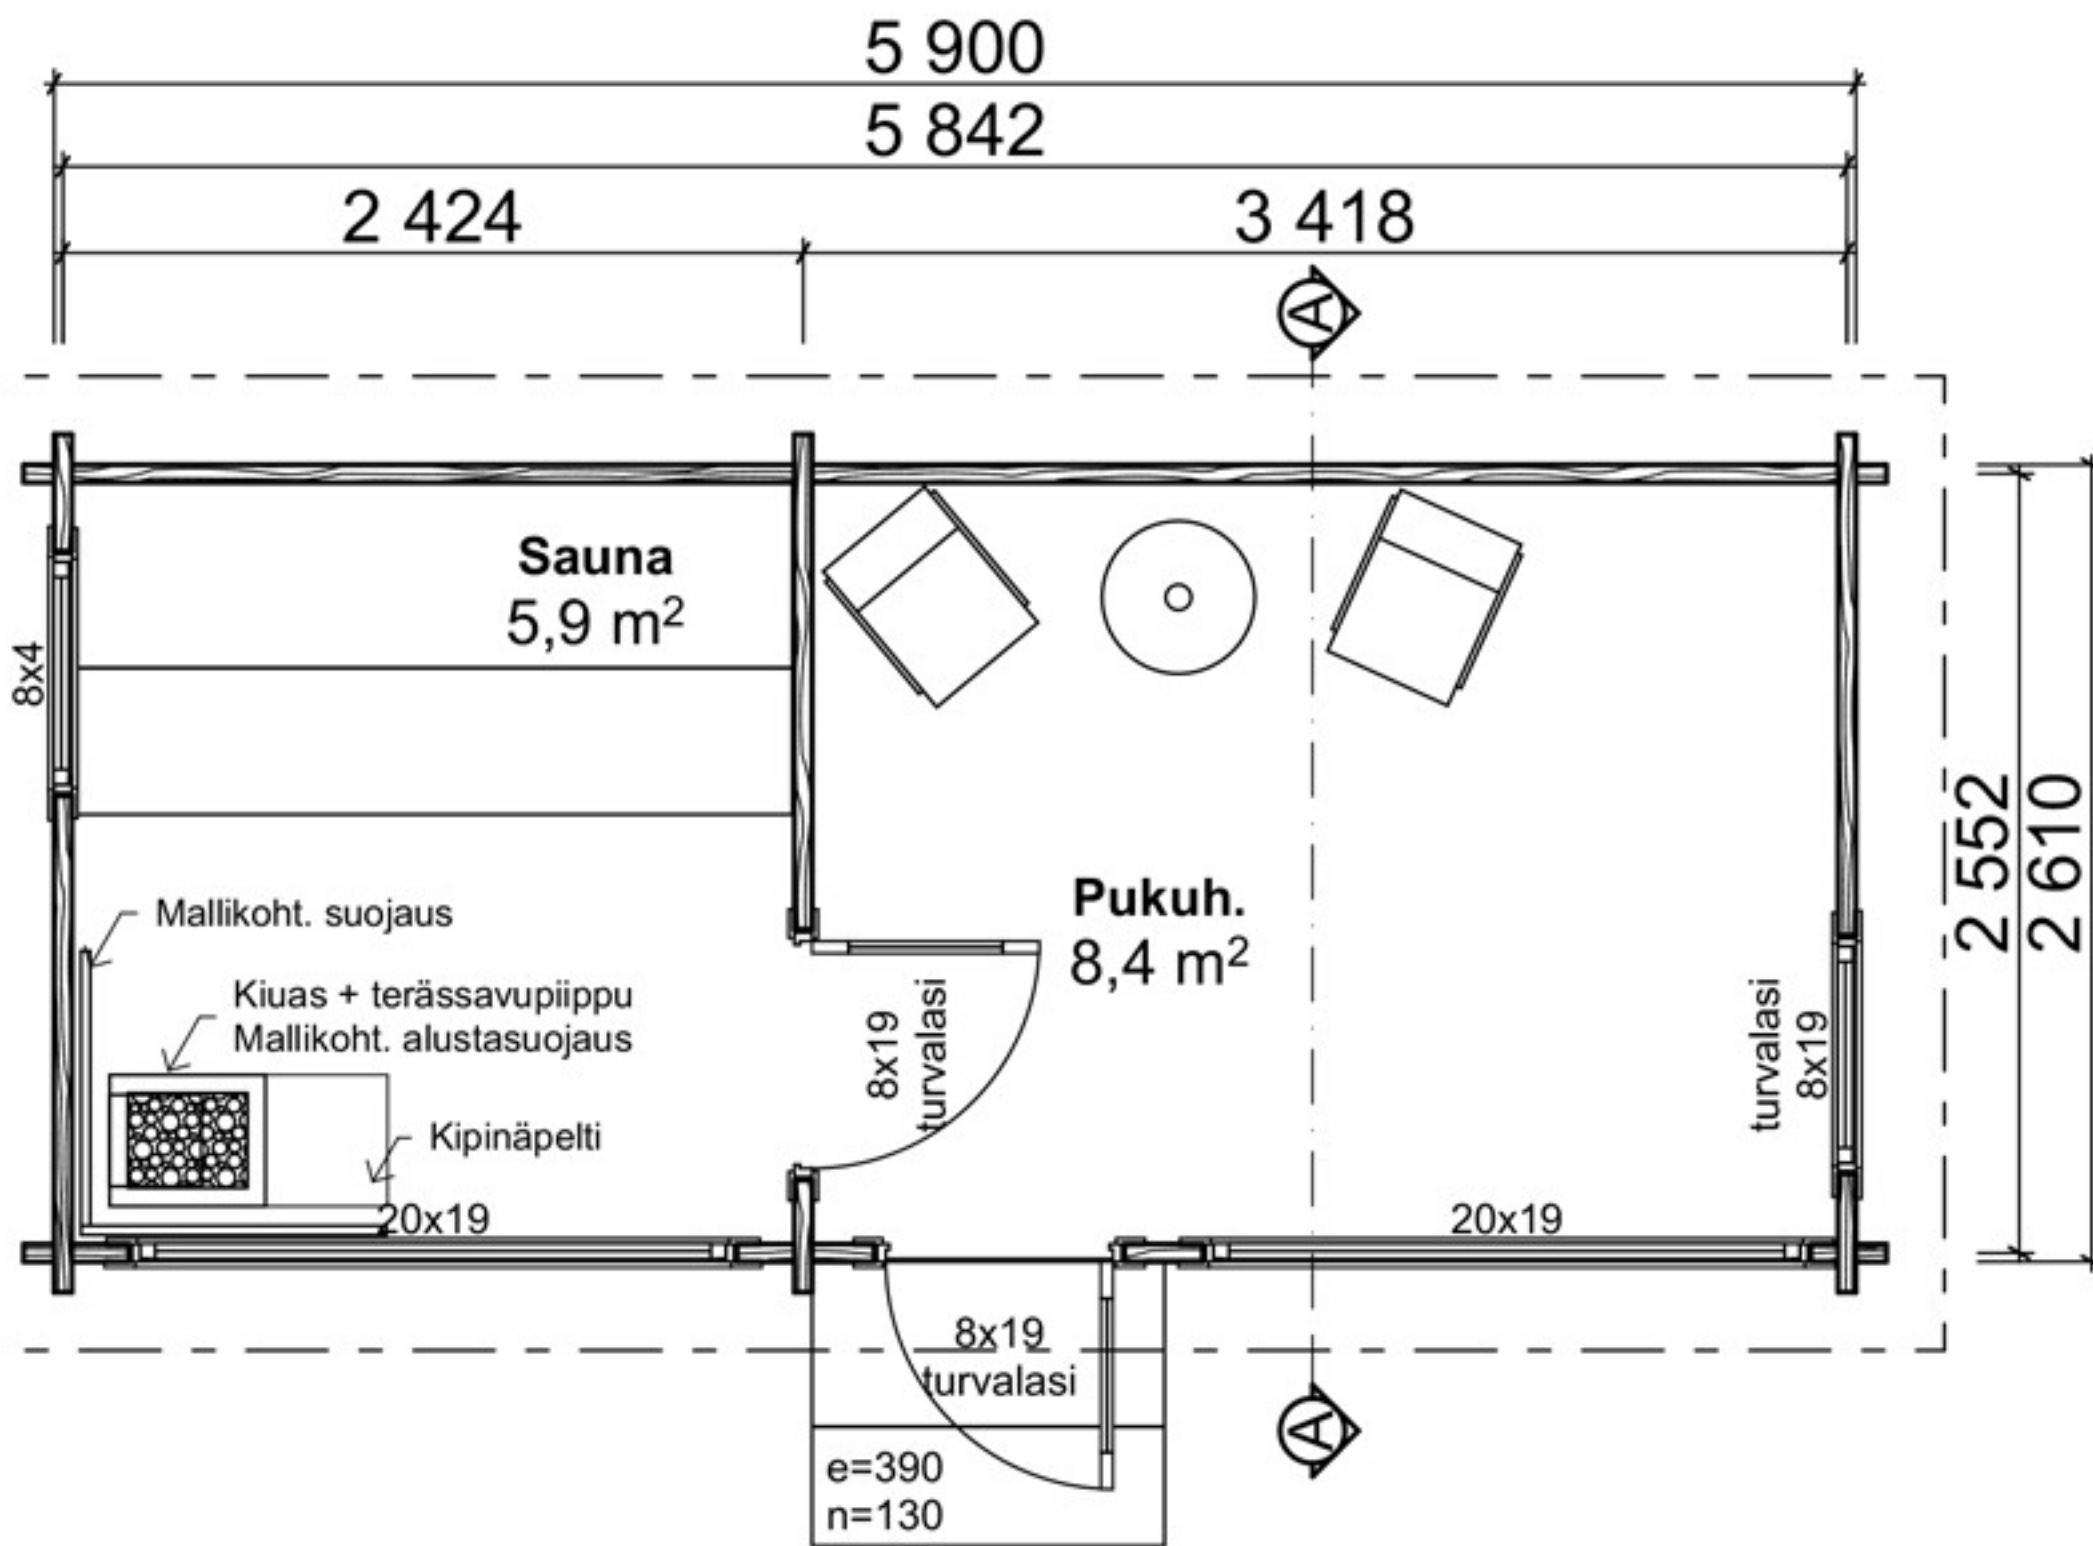 5 900
5 842
2 424
3 418
A
Sauna
5,9 m²
8x4
Pukuh.
8,4 m²
2 552
2 610
Mallikoht. suojaus
Kiuas + terässavupiippu
Mallikoht. alustasuojaus
Kipinäpelti
20x19
8x19
turvalasi
turvalasi
8x19
20x19
8x19
turvalasi
A
e=390
n=130